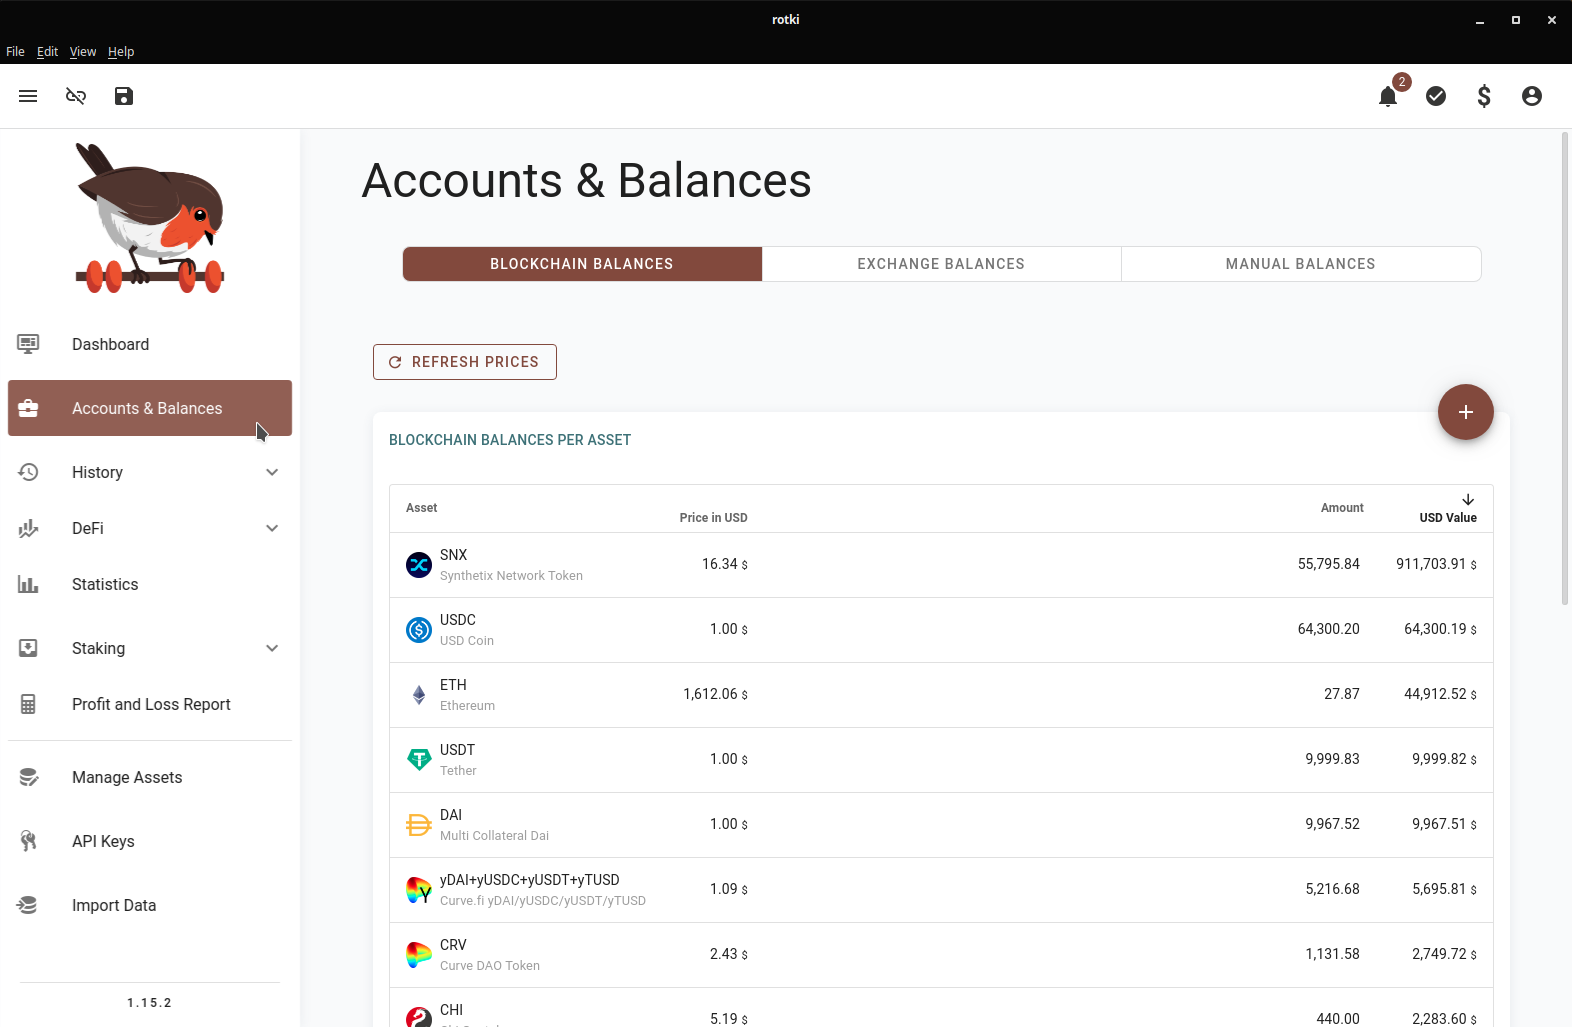 rotki
File Edit View Help
2
Accounts & Balances
BLOCKCHAIN BALANCES
EXCHANGE BALANCES
MANUAL BALANCES
Dashboard
Accounts & Balances
History
DeFi
Statistics
Staking
Profit and Loss Report
Manage Assets
API Keys
Import Data
1.15.2
REFRESH PRICES
BLOCKCHAIN BALANCES PER ASSET
Asset Price in USD Amount USD Value
SNX
Synthetix Network Token
16.34 $ 55,795.84 911,703.91 $
USDC
USD Coin
1.00 $ 64,300.20 64,300.19 $
ETH
Ethereum
1,612.06 $ 27.87 44,912.52 $
USDT
Tether
1.00 $ 9,999.83 9,999.82 $
DAI
Multi Collateral Dai
1.00 $ 9,967.52 9,967.51 $
yDAI+yUSDC+yUSDT+yTUSD
Curve.fi yDAI/yUSDC/yUSDT/yTUSD
1.09 $ 5,216.68 5,695.81 $
CRV
Curve DAO Token
2.43 $ 1,131.58 2,749.72 $
CHI
5.19 $ 440.00 2,283.60 $